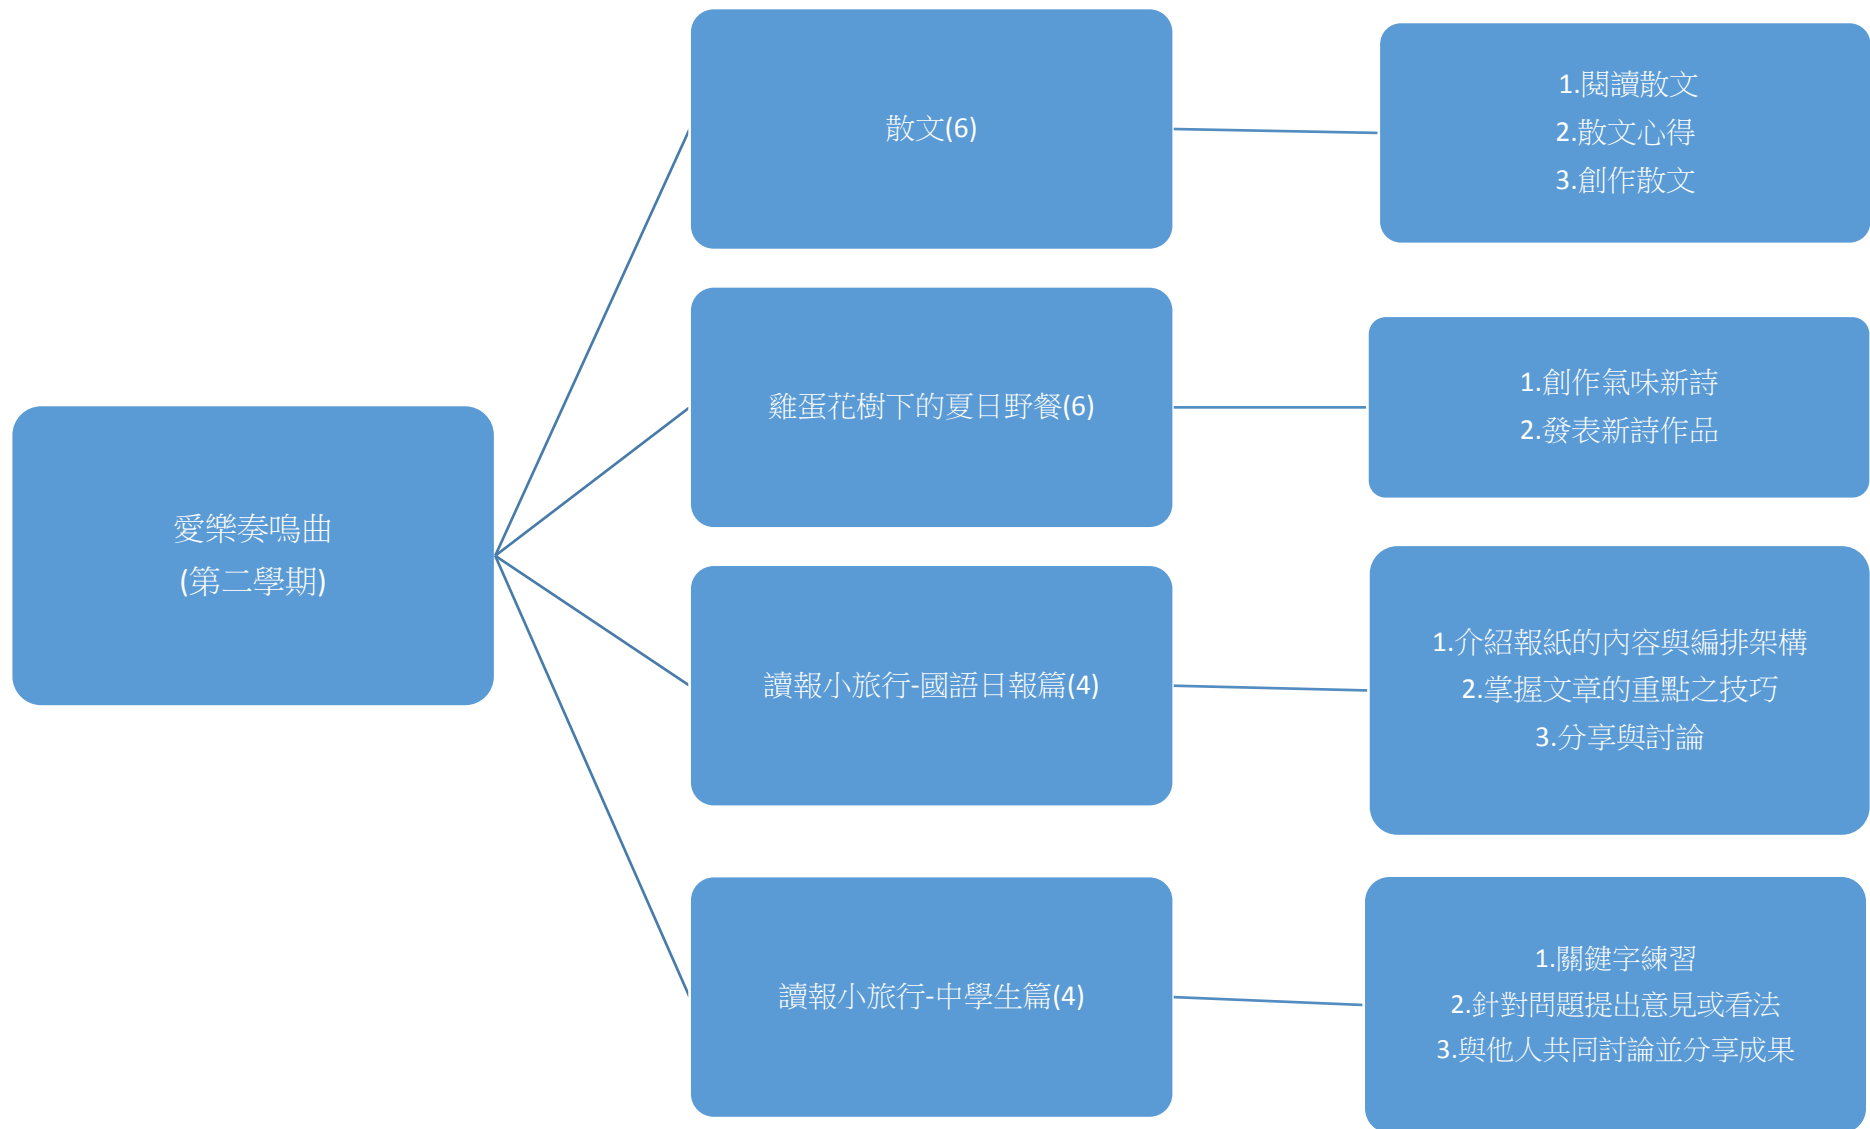 愛樂奏鳴曲
(第二學期)
散文(6)
1.閱讀散文
2.散文心得
3.創作散文
雞蛋花樹下的夏日野餐(6)
1.創作氣味新詩
2.發表新詩作品
讀報小旅行-國語日報篇(4)
1.介紹報紙的內容與編排架構
2.掌握文章的重點之技巧
3.分享與討論
讀報小旅行-中學生篇(4)
1.關鍵字練習
2.針對問題提出意見或看法
3.與他人共同討論並分享成果